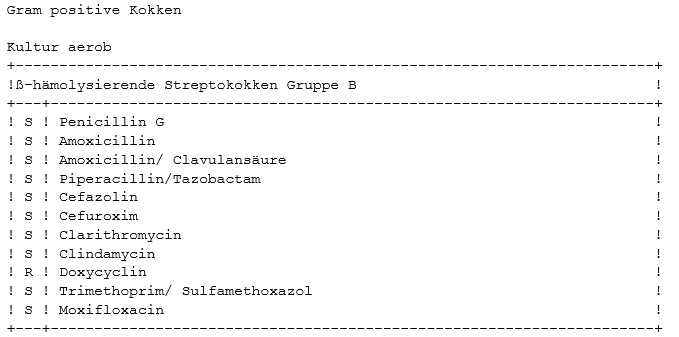 Gram positive Kokken
Kultur aerob
+-------------------------------------------------------------------------+
!ß-hämolysierende Streptokokken Gruppe B !
+---+---------------------------------------------------------------------+
! S ! Penicillin G !
! S ! Amoxicillin !
! S ! Amoxicillin/ Clavulansäure !
! S ! Piperacillin/Tazobactam !
! S ! Cefazolin !
! S ! Cefuroxim !
! S ! Clarithromycin !
! S ! Clindamycin !
! R ! Doxycyclin !
! S ! Trimethoprim/ Sulfamethoxazol !
! S ! Moxifloxacin !
+---+---------------------------------------------------------------------+